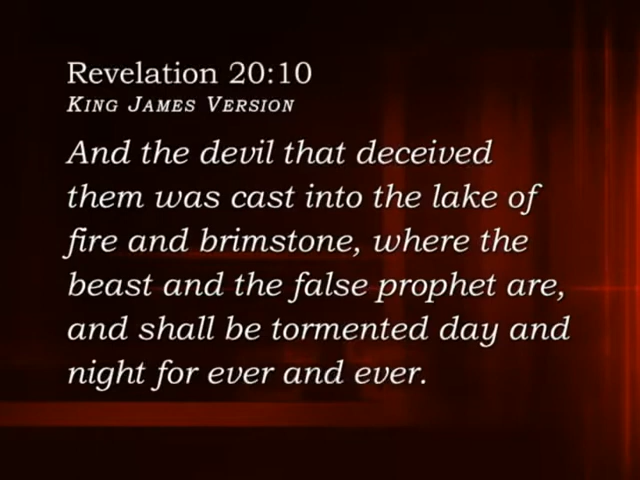 Revelation 20:10
King James Version
And the devil that deceived
them was cast into the lake of
fire and brimstone, where the
beast and the false prophet are,
and shall be tormented day and
night for ever and ever.